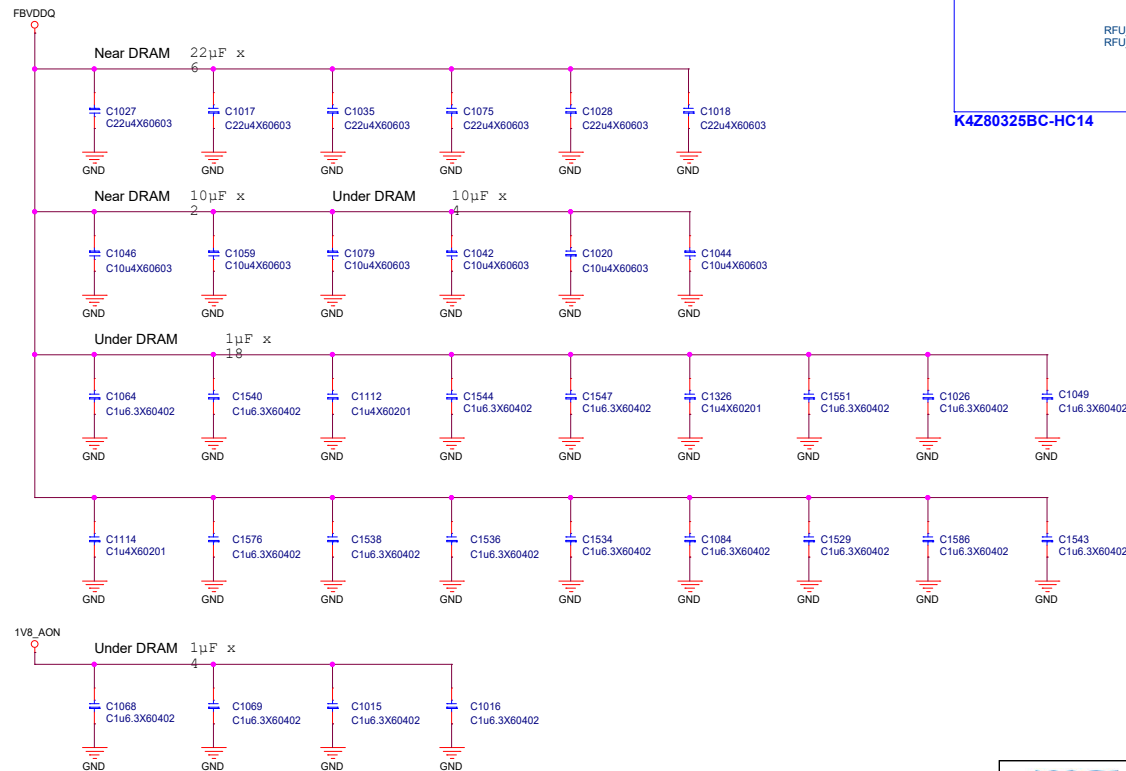 FBVDDQ
RFU
RFU
Near DRAM 22µF x
6
C1027 C1017 C1035 C1075 C1028 C1018
C22u4X60603 C22u4X60603 C22u4X60603 C22u4X60603 C22u4X60603 C22u4X60603
K4Z80325BC-HC14
GND GND GND GND GND GND
Near DRAM 10µF x Under DRAM 10µF x
2 4
C1046 C1059 C1079 C1042 C1020 C1044
C10u4X60603 C10u4X60603 C10u4X60603 C10u4X60603 C10u4X60603 C10u4X60603
GND GND GND GND GND GND
Under DRAM 1µF x
18
C1064 C1540 C1112 C1544 C1547 C1326 C1551 C1026 C1049
C1u6.3X60402 C1u6.3X60402 C1u4X60201 C1u6.3X60402 C1u6.3X60402 C1u4X60201 C1u6.3X60402 C1u6.3X60402 C1u6.3X60402
GND GND GND GND GND GND GND GND GND
C1114 C1576 C1538 C1536 C1534 C1084 C1529 C1586 C1543
C1u4X60201 C1u6.3X60402 C1u6.3X60402 C1u6.3X60402 C1u6.3X60402 C1u6.3X60402 C1u6.3X60402 C1u6.3X60402 C1u6.3X60402
GND GND GND GND GND GND GND GND GND
1V8_AON
Under DRAM 1µF x
4
C1068 C1069 C1015 C1016
C1u6.3X60402 C1u6.3X60402 C1u6.3X60402 C1u6.3X60402
GND GND GND GND